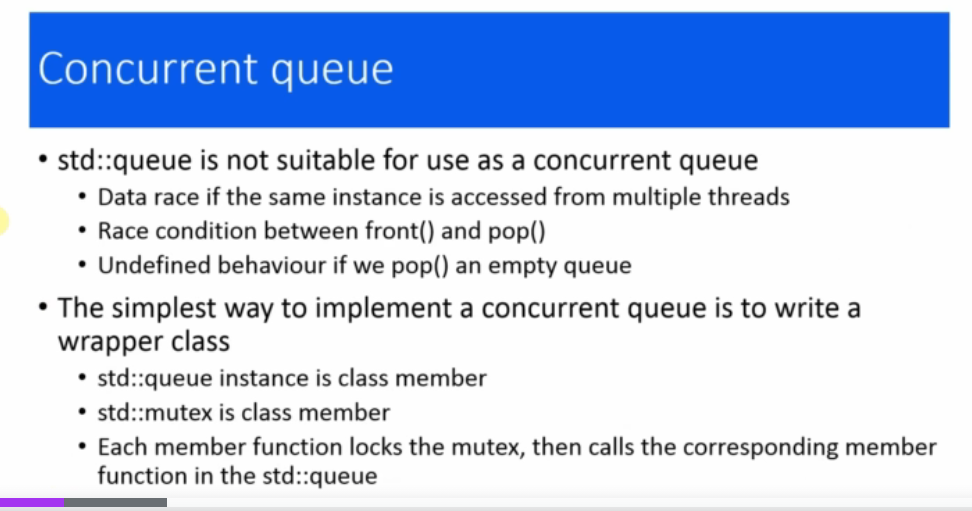 Concurrent queue
• std::queue is not suitable for use as a concurrent queue
• Data race if the same instance is accessed from multiple threads
• Race condition between front() and pop()
• Undefined behaviour if we pop() an empty queue
• The simplest way to implement a concurrent queue is to write a
wrapper class
• std::queue instance is class member
• std::mutex is class member
• Each member function locks the mutex, then calls the corresponding member
function in the std::queue